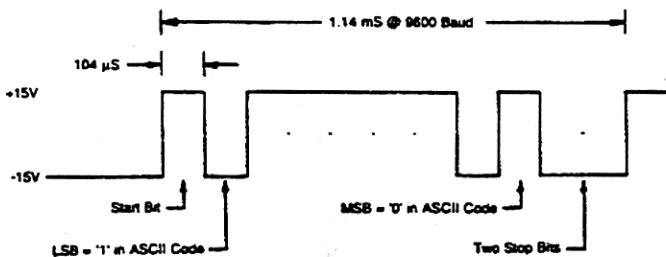 1.14 mS @ 9600 Baud
104 μS
+15V
-15V
Start Bit
MSB = '0' in ASCII Code
LSB = '1' in ASCII Code
Two Stop Bits